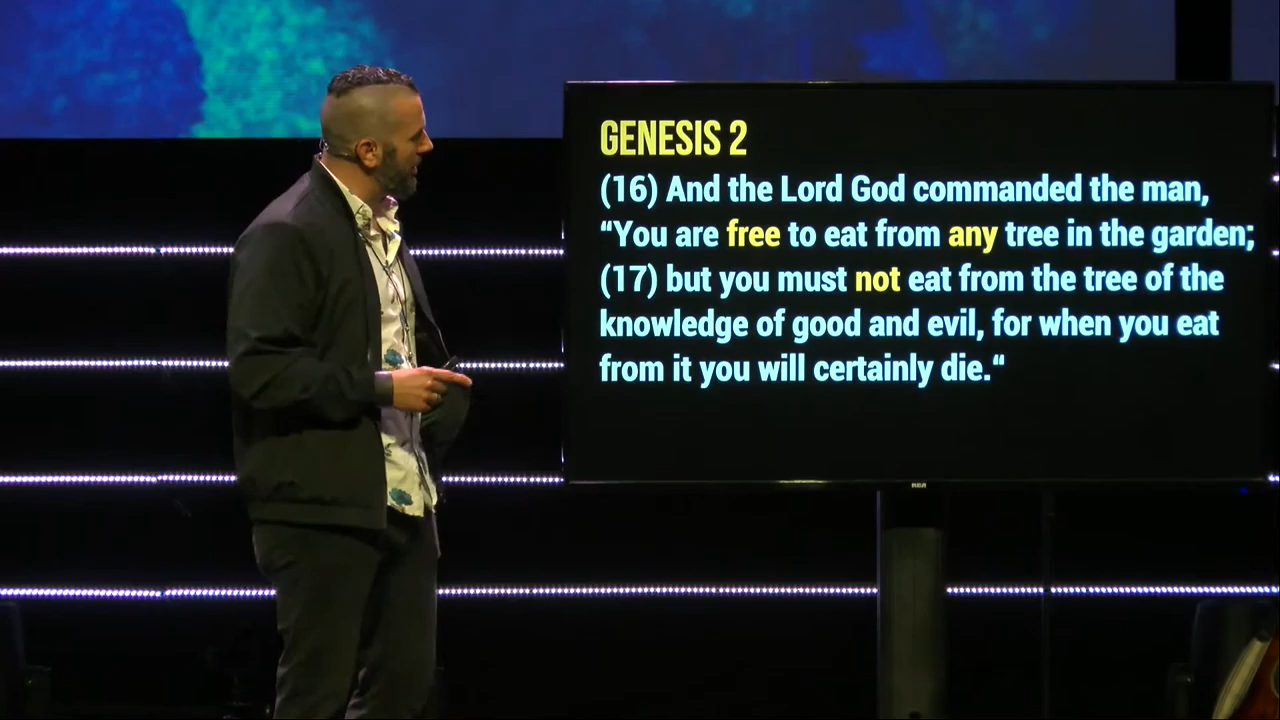 GENESIS 2
(16) And the Lord God commanded the man,
“You are free to eat from any tree in the garden;
(17) but you must not eat from the tree of the
knowledge of good and evil, for when you eat
from it you will certainly die.“
RCA